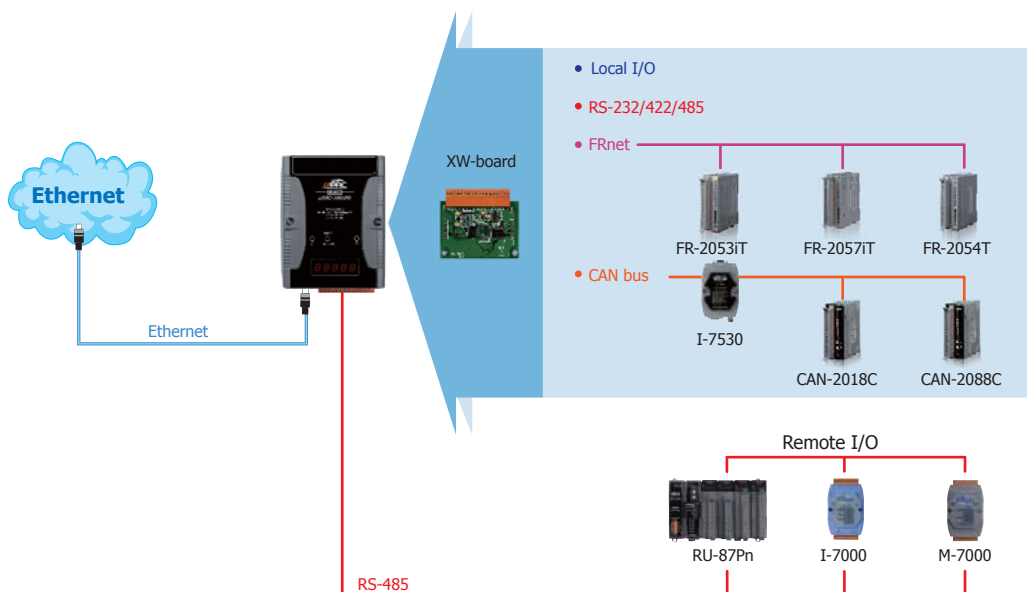 Local I/O
RS-232/422/485
FRnet
XW-board
Ethernet
FR-2053iT
FR-2057iT
FR-2054T
CAN bus
I-7530
Ethernet
CAN-2018C
CAN-2088C
Remote I/O
RU-87Pn
I-7000
M-7000
RS-485